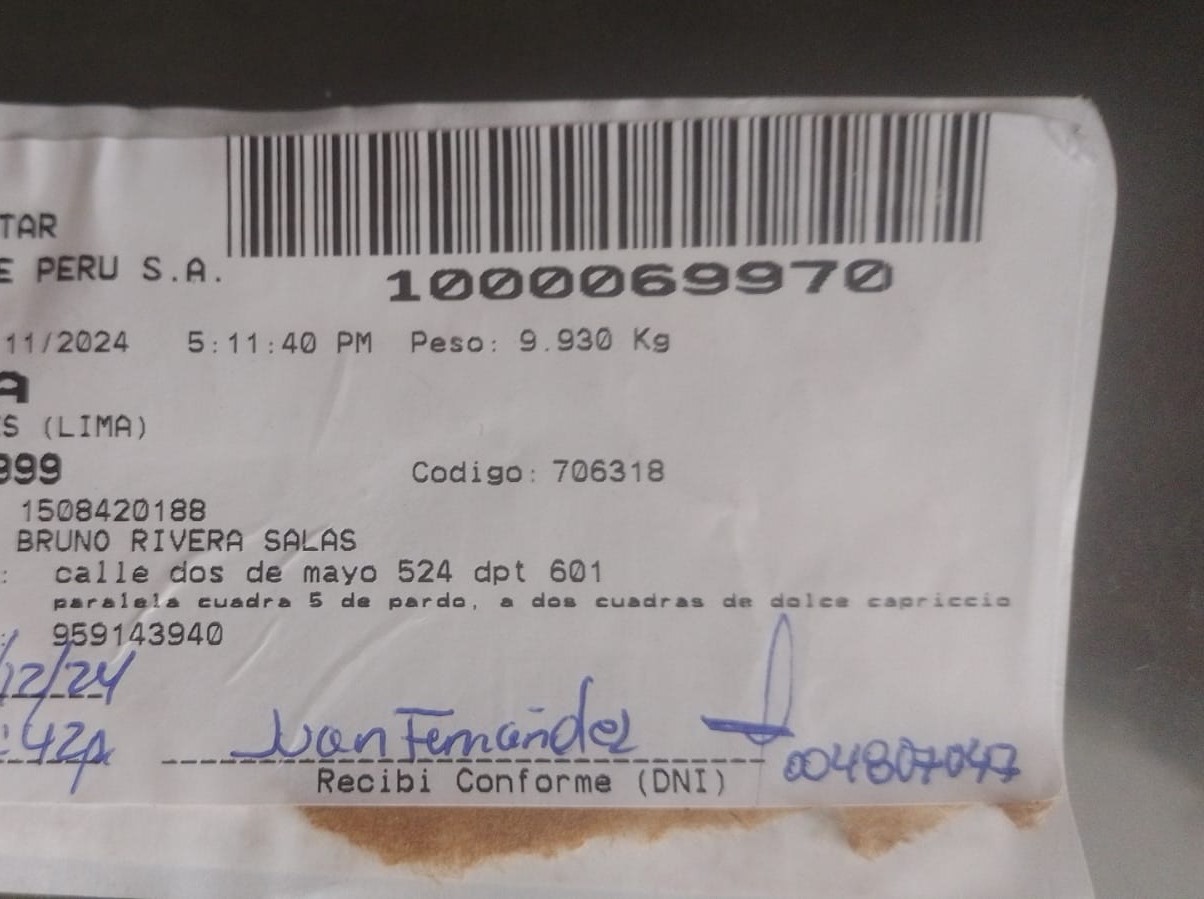 TAR
E PERU S.A.
1000069970
11/2024 5:11:40 PM Peso: 9.930 Kg
A
S (LIMA)
999 Codigo: 706318
1508420188
BRUNO RIVERA SALAS
: calle dos de mayo 524 dpt 601
paralela cuadra 5 de pardo, a dos cuadras de dolce capriccio
: 959143940
/12/24
:42p Juan Fernández 004807047
Recibi Conforme (DNI)